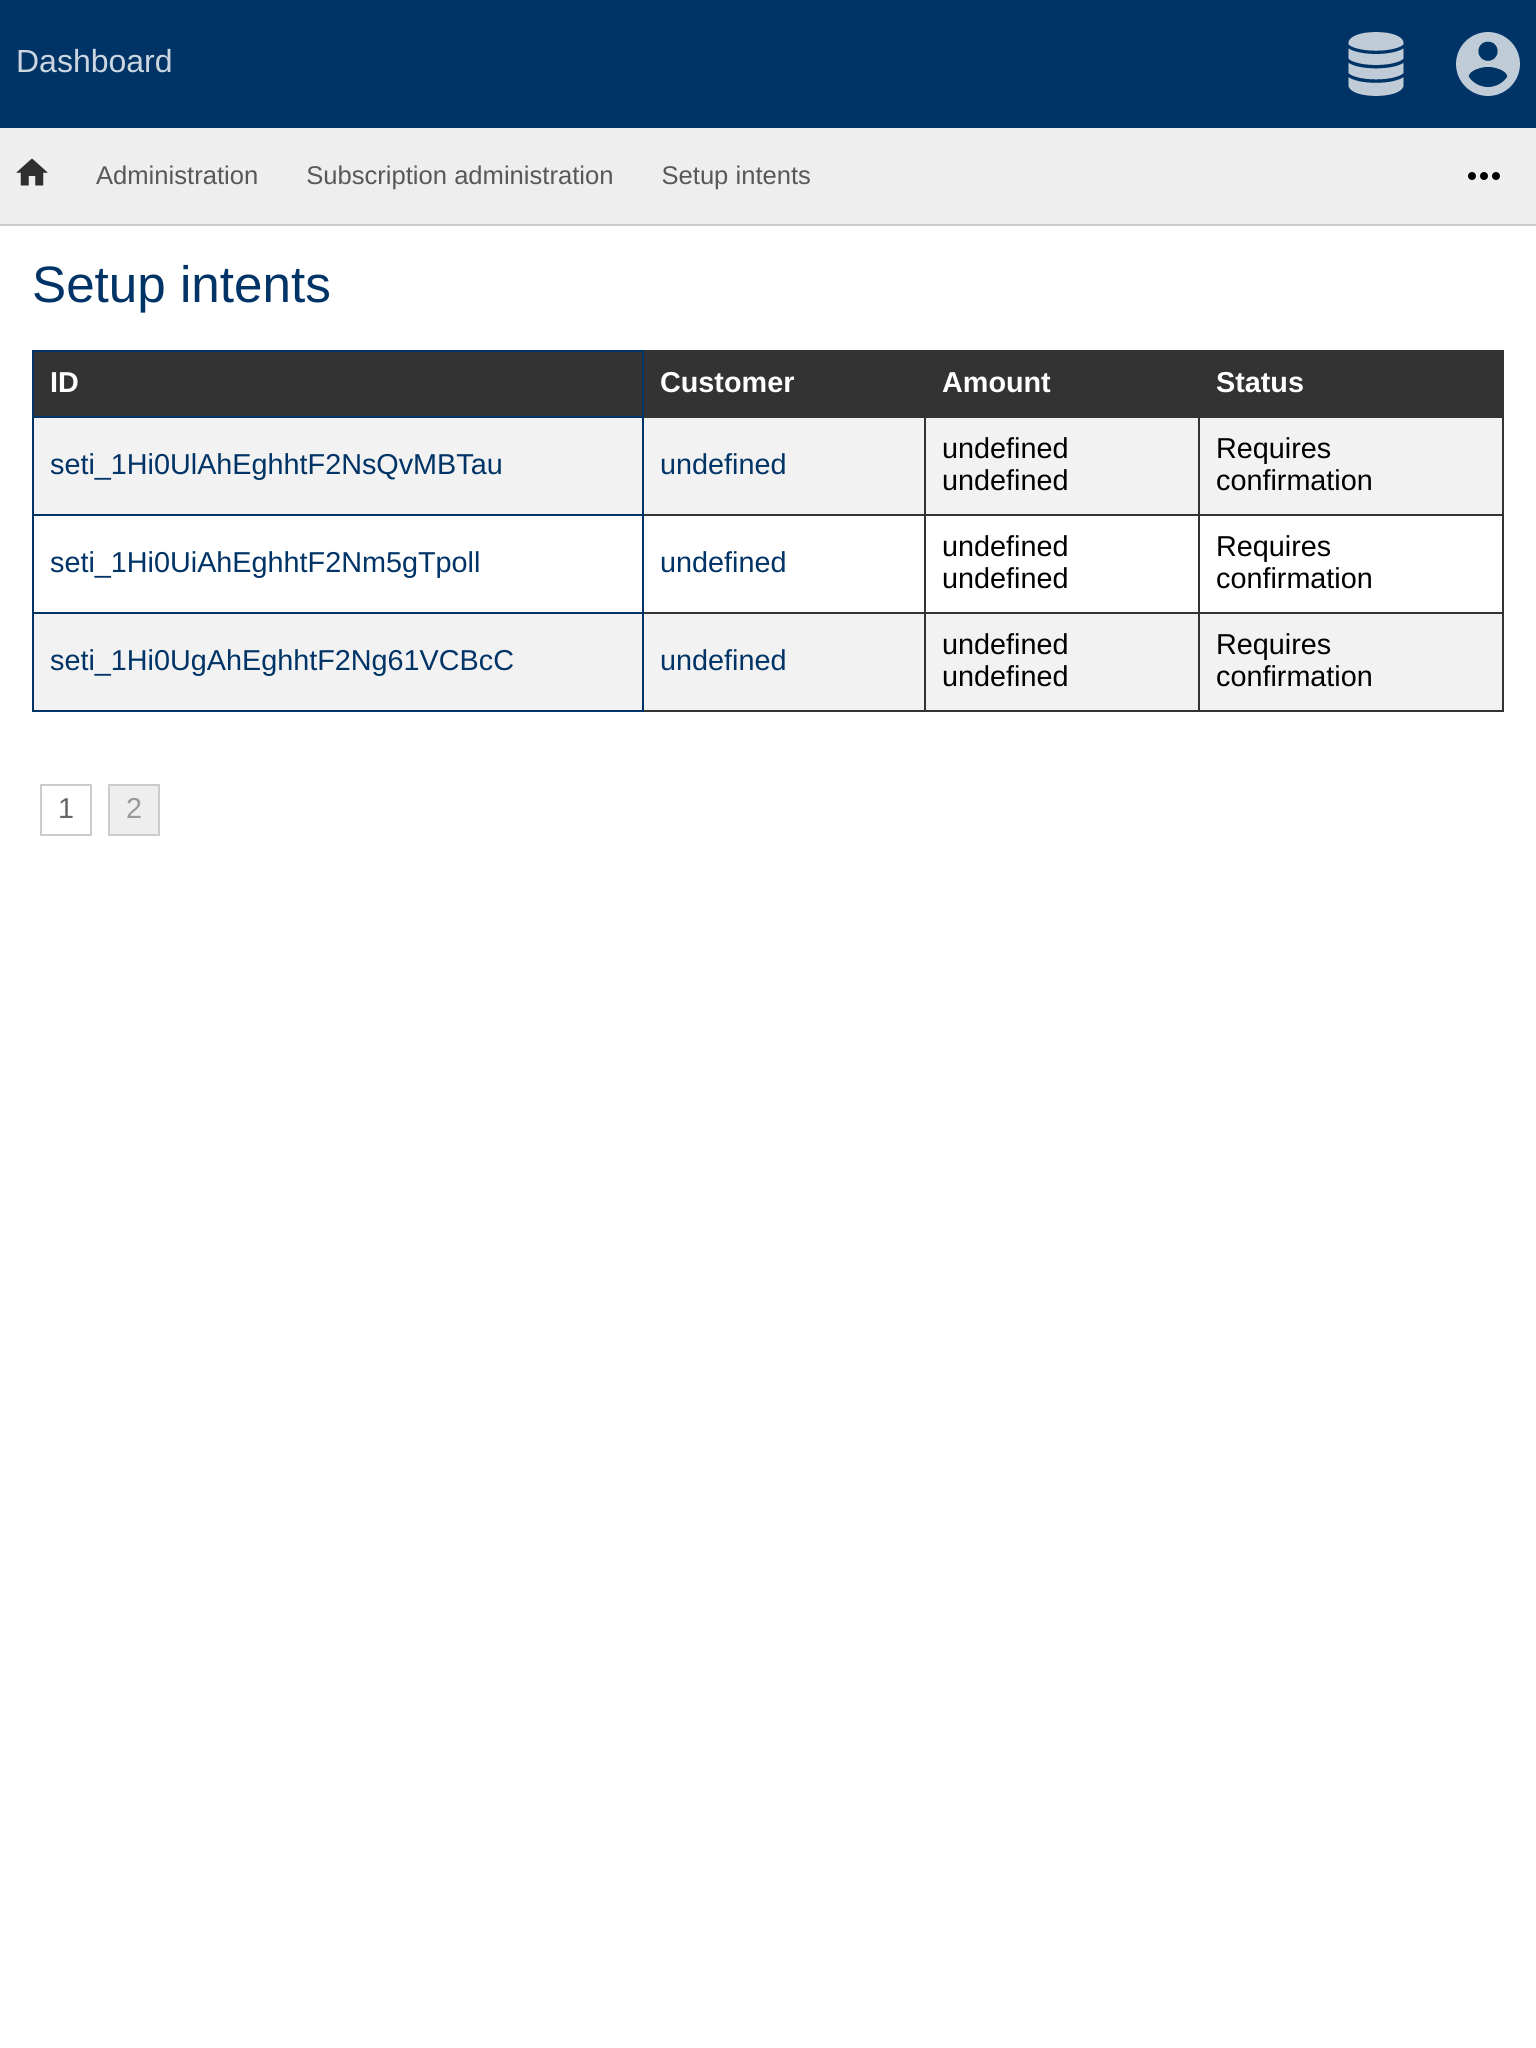 Dashboard
Administration Subscription administration Setup intents
Setup intents
ID Customer Amount Status
seti_1Hi0UlAhEghhtF2NsQvMBTau undefined undefined undefined Requires confirmation
seti_1Hi0UiAhEghhtF2Nm5gTpoll undefined undefined undefined Requires confirmation
seti_1Hi0UgAhEghhtF2Ng61VCBcC undefined undefined undefined Requires confirmation
1 2